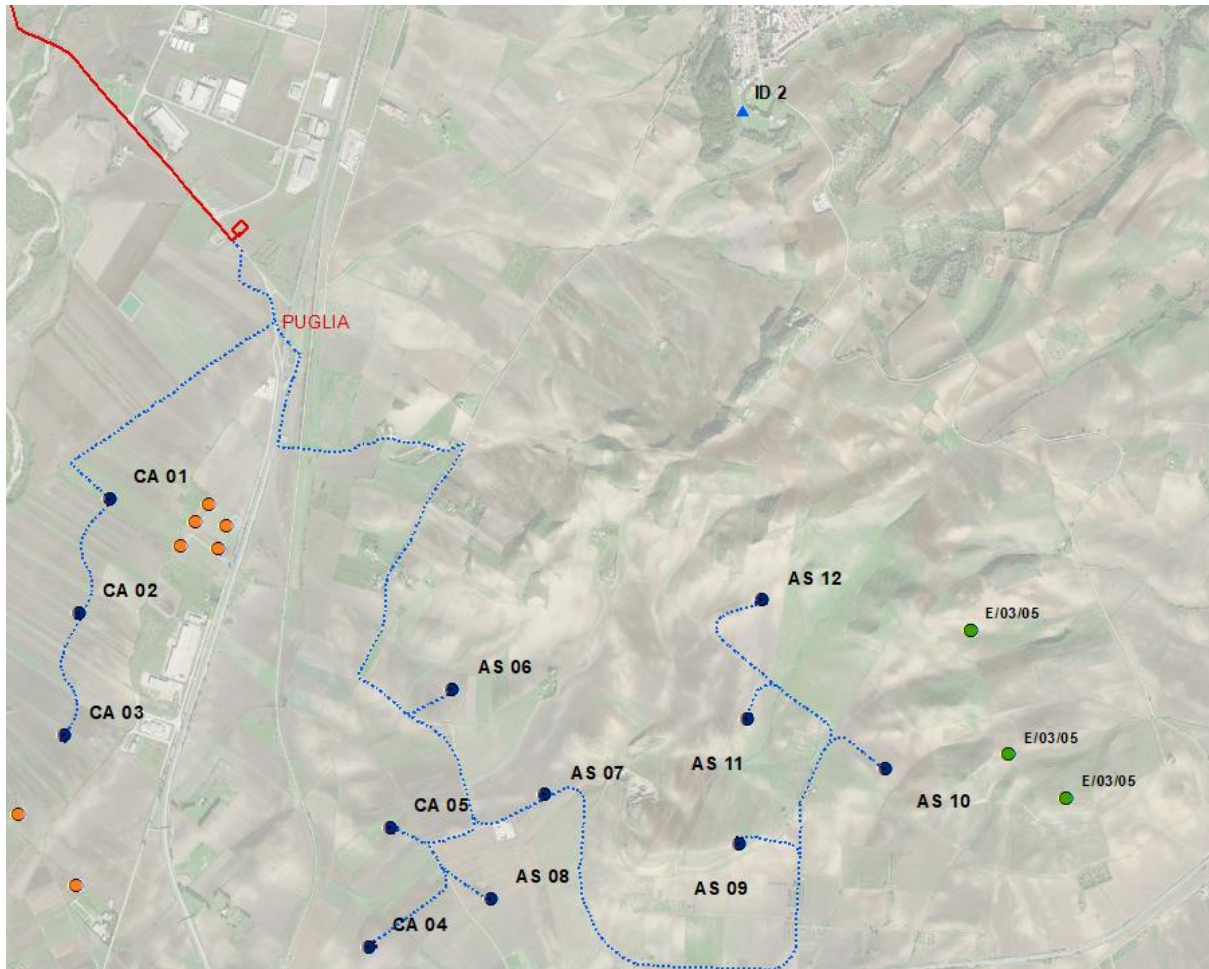 ID 2
PUGLIA
CA 01
CA 02
AS 12
E/03/05
AS 06
CA 03
E/03/05
AS 11
AS 07
E/03/05
CA 05
AS 10
AS 08
AS 09
CA 04